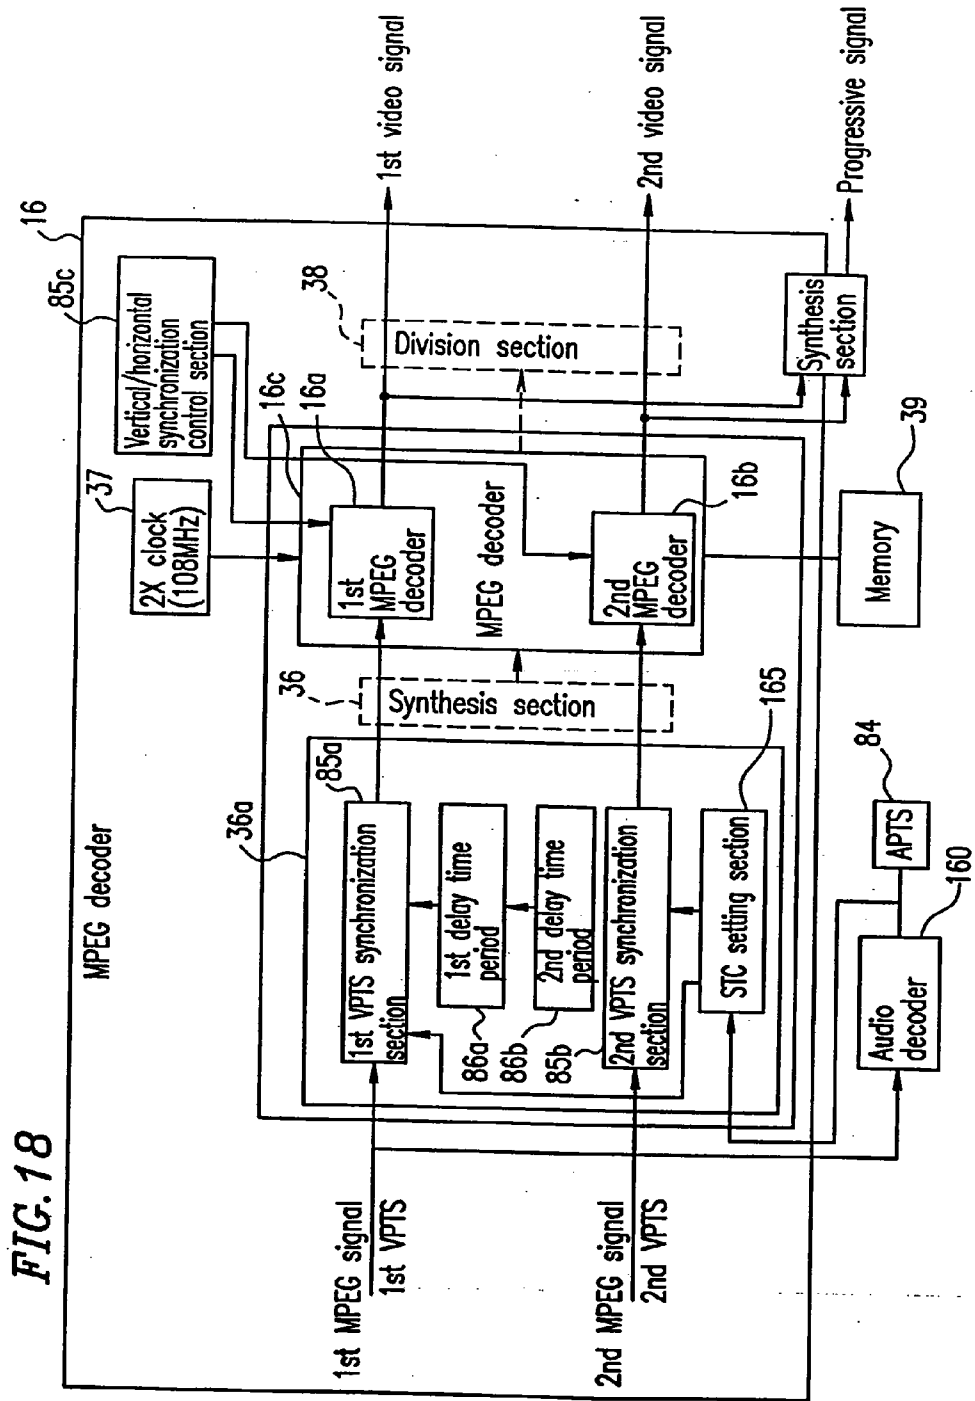 FIG.18
MPEG decoder
16
85c
Vertical/horizontal
synchronization
control section
37
2X clock
(108MHz)
38
Division section
16c
16a
1st
MPEG
decoder
MPEG decoder
16b
2nd
MPEG
decoder
36
Synthesis section
36a
85a
1st VPTS synchronization
section
1st delay time
period
86a
2nd delay time
period
86b
85b
2nd VPTS synchronization
section
STC setting section
165
84
APTS
160
Audio
decoder
39
Memory
Synthesis
section
1st MPEG signal
1st VPTS
2nd MPEG signal
2nd VPTS
1st video signal
2nd video signal
Progressive signal